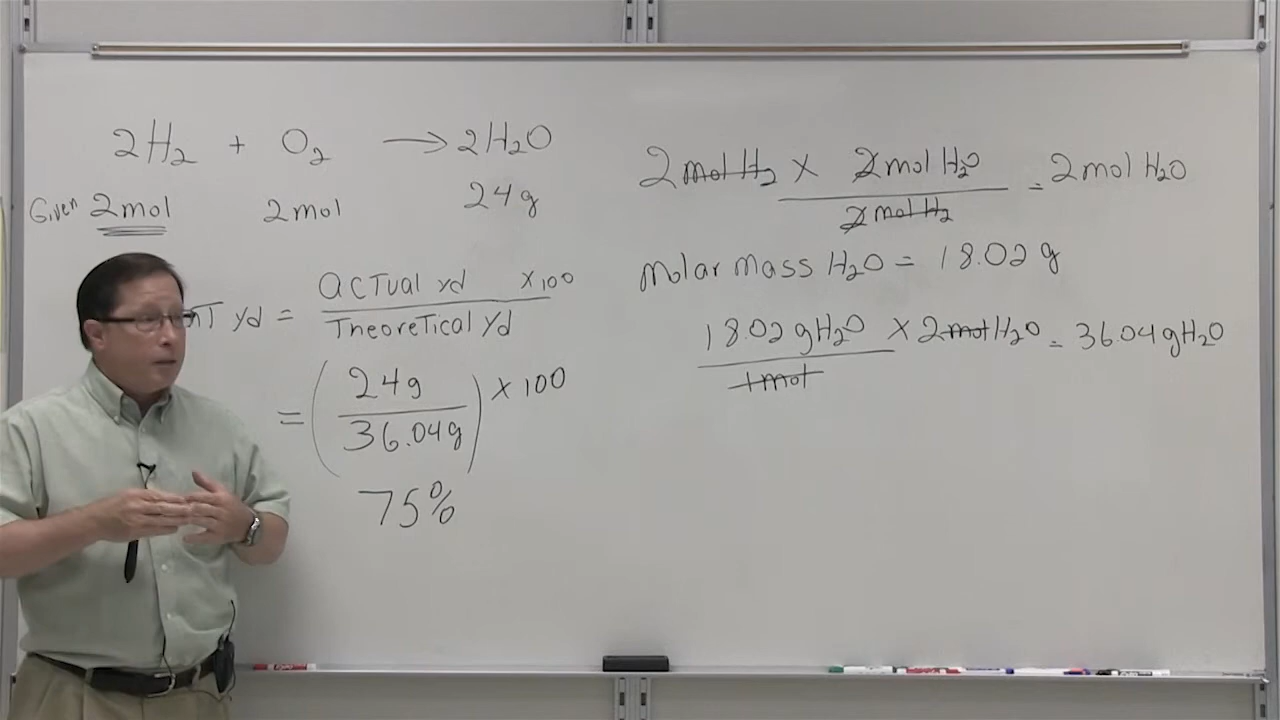 2H₂ + O₂ → 2H₂O
Given 2mol 2mol 24g
nT yd = actual yd x100
Theoretical yd
= (24g
36.04g) x 100
75%
2 mol H₂ x 2 mol H₂O = 2 mol H₂O
2 mol H₂
molar mass H₂O = 18.02 g
18.02 g H₂O x 2 mol H₂O = 36.04 g H₂O
1 mol